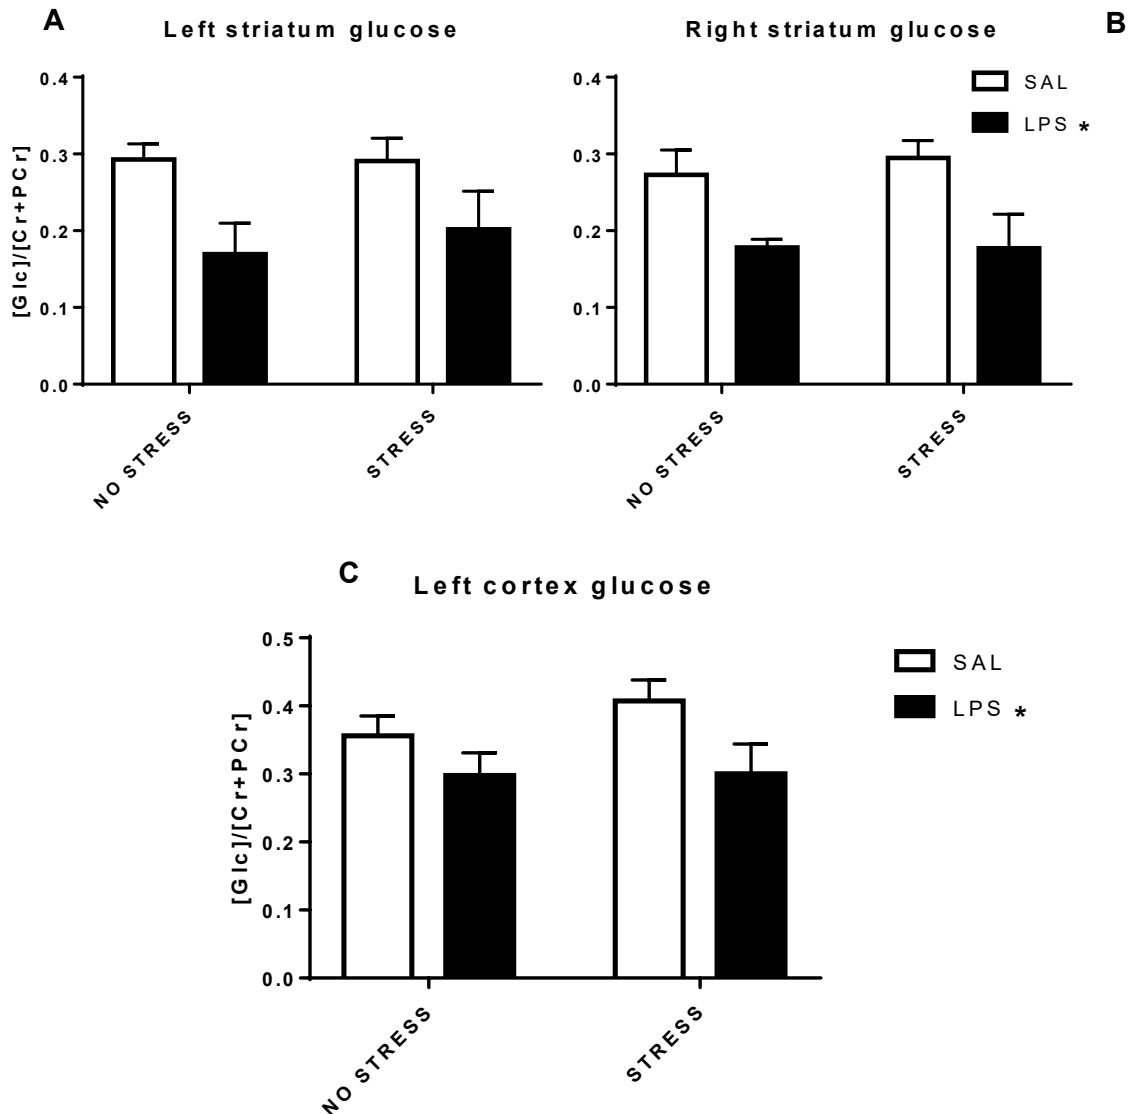 A
Left striatum glucose
[Glc]/[Cr+PCr]
0.4
0.3
0.2
0.1
0.0
NO STRESS
STRESS
B
Right striatum glucose
SAL
LPS *
0.4
0.3
0.2
0.1
0.0
NO STRESS
STRESS
C
Left cortex glucose
[Glc]/[Cr+PCr]
0.5
0.4
0.3
0.2
0.1
0.0
NO STRESS
STRESS
SAL
LPS *